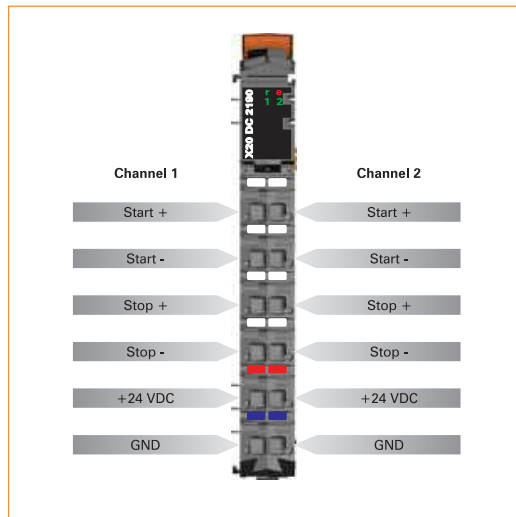 X20 DC 2190
r e
1 2
Channel 1 Channel 2
Start + Start +
Start - Start -
Stop + Stop +
Stop - Stop -
+24 VDC +24 VDC
GND GND